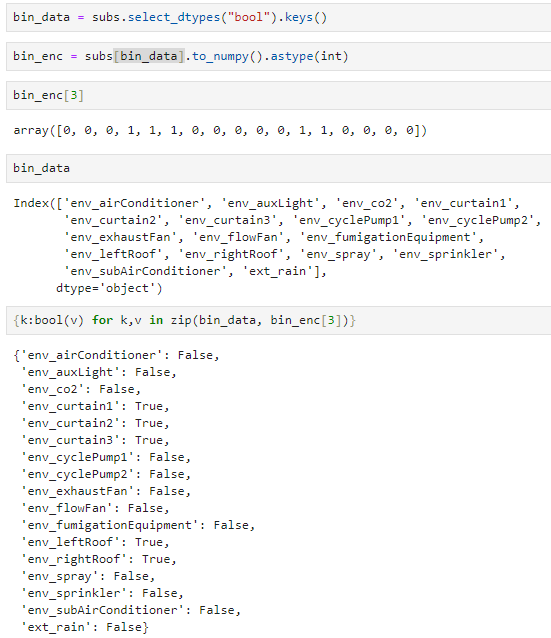 bin_data = subs.select_dtypes("bool").keys()
bin_enc = subs[bin_data].to_numpy().astype(int)
bin_enc[3]
array([0, 0, 0, 1, 1, 1, 0, 0, 0, 0, 0, 1, 1, 0, 0, 0, 0])
bin_data
Index(['env_airConditioner', 'env_auxLight', 'env_co2', 'env_curtain1',
'env_curtain2', 'env_curtain3', 'env_cyclePump1', 'env_cyclePump2',
'env_exhaustFan', 'env_flowFan', 'env_fumigationEquipment',
'env_leftRoof', 'env_rightRoof', 'env_spray', 'env_sprinkler',
'env_subAirConditioner', 'ext_rain'],
dtype='object')
{k:bool(v) for k,v in zip(bin_data, bin_enc[3])}
{'env_airConditioner': False,
'env_auxLight': False,
'env_co2': False,
'env_curtain1': True,
'env_curtain2': True,
'env_curtain3': True,
'env_cyclePump1': False,
'env_cyclePump2': False,
'env_exhaustFan': False,
'env_flowFan': False,
'env_fumigationEquipment': False,
'env_leftRoof': True,
'env_rightRoof': True,
'env_spray': False,
'env_sprinkler': False,
'env_subAirConditioner': False,
'ext_rain': False}